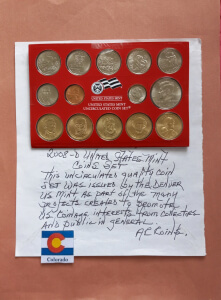 UNITED STATES MINT
UNCIRCULATED COIN SET
2008-D UNITED STATES MINT
COINS SET
THIS UNCIRCULATED QUALITY COIN
SET WAS ISSUED BY THE DENVER
US MINT AS PART OF THE MANY
PROJECTS CREATED TO PROMOTE
US COINAGE INTERESTS FROM COLLECTORS
AND PUBLIC IN GENERAL
AC COINS.
Colorado